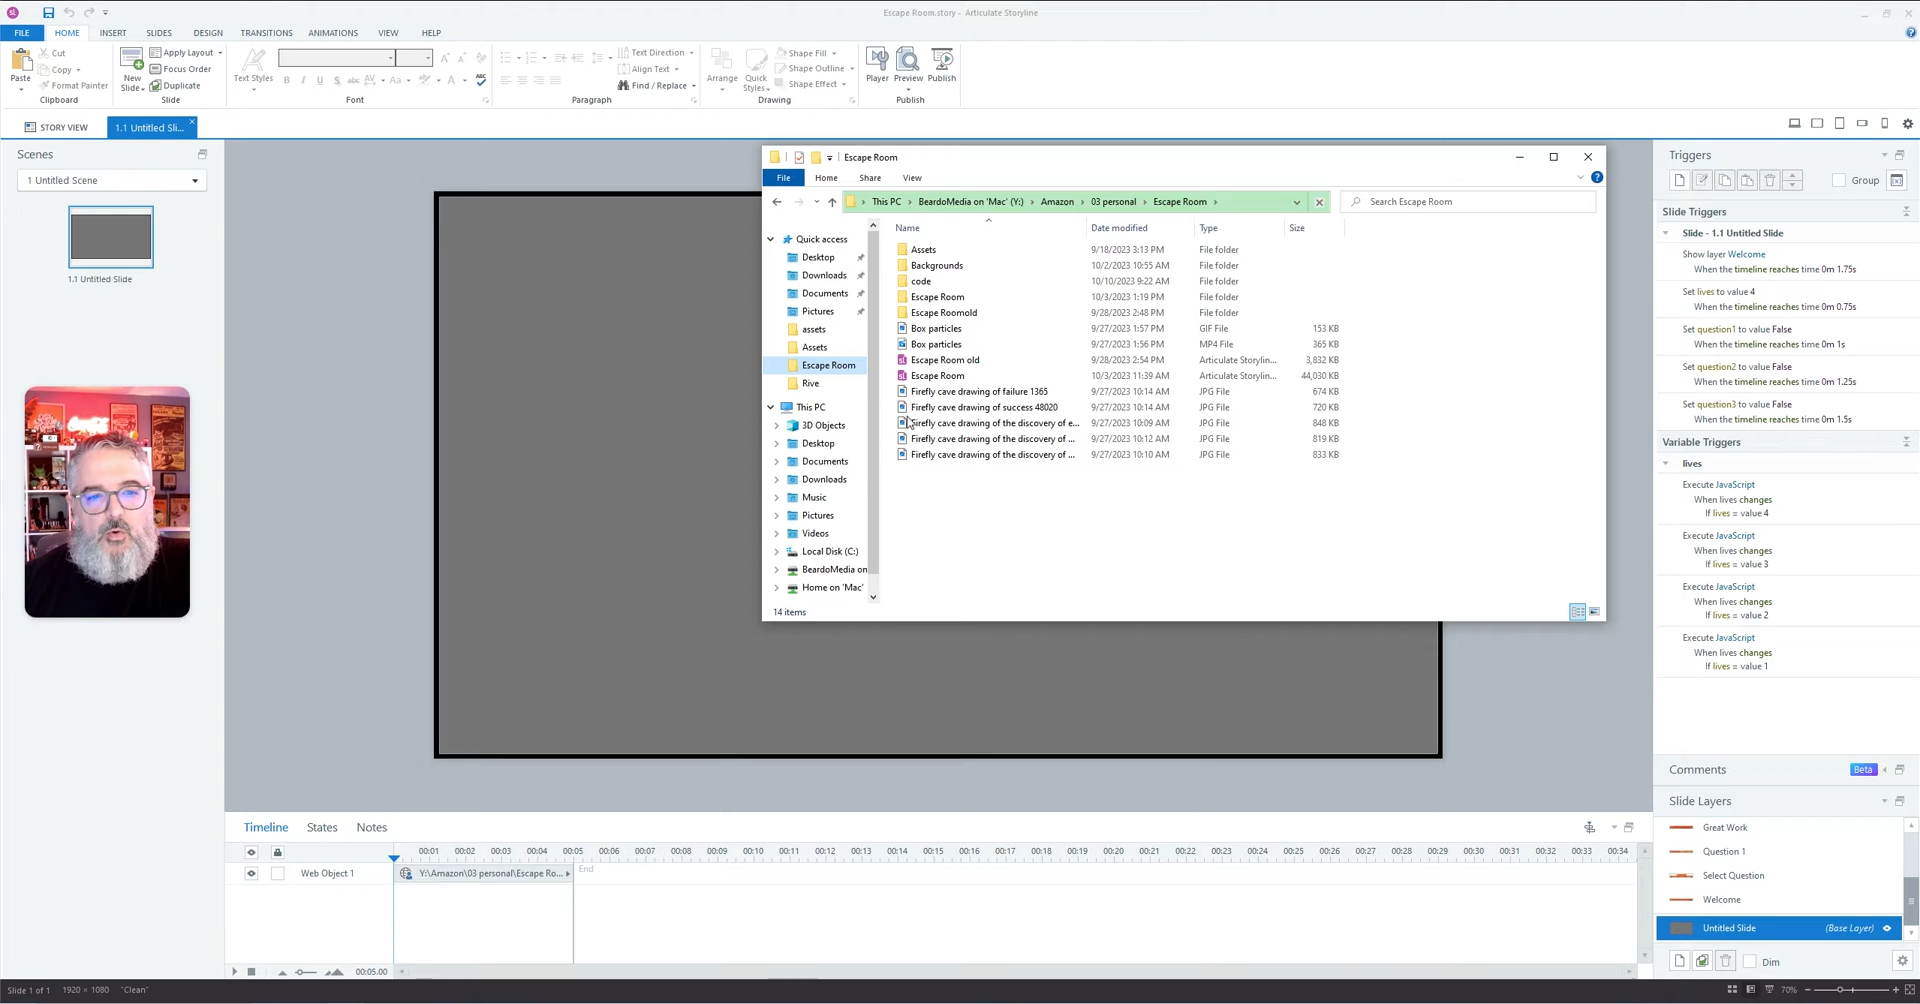 Escape Room.story - Articulate Storyline
FILE HOME INSERT SLIDES DESIGN TRANSITIONS ANIMATIONS VIEW HELP
Paste
Cut
Copy
Format Painter
Clipboard
New Slide
Apply Layout
Focus Order
Duplicate
Slide
Text Styles
B I U S abc AV Aa A ABC
Font
Text Direction
Align Text
Find / Replace
Paragraph
Arrange
Quick Styles
Shape Fill
Shape Outline
Shape Effect
Drawing
Player
Preview
Publish
Publish
STORY VIEW
1.1 Untitled Sli...
Scenes
1 Untitled Scene
1.1 Untitled Slide
Escape Room
File Home Share View
This PC > BeardoMedia on 'Mac' (Y:) > Amazon > 03 personal > Escape Room >
Search Escape Room
Quick access
Desktop
Downloads
Documents
Pictures
assets
Assets
Escape Room
Rive
This PC
3D Objects
Desktop
Documents
Downloads
Music
Pictures
Videos
Local Disk (C:)
BeardoMedia on
Home on 'Mac'
Name Date modified Type Size
Assets 9/18/2023 3:13 PM File folder
Backgrounds 10/2/2023 10:55 AM File folder
code 10/10/2023 9:22 AM File folder
Escape Room 10/3/2023 1:19 PM File folder
Escape Roomold 9/28/2023 2:48 PM File folder
Box particles 9/27/2023 1:57 PM GIF File 153 KB
Box particles 9/27/2023 1:56 PM MP4 File 365 KB
Escape Room old 9/28/2023 2:54 PM Articulate Storylin... 3,832 KB
Escape Room 10/3/2023 11:39 AM Articulate Storylin... 44,030 KB
Firefly cave drawing of failure 1365 9/27/2023 10:14 AM JPG File 674 KB
Firefly cave drawing of success 48020 9/27/2023 10:14 AM JPG File 720 KB
Firefly cave drawing of the discovery of e... 9/27/2023 10:09 AM JPG File 848 KB
Firefly cave drawing of the discovery of ... 9/27/2023 10:12 AM JPG File 819 KB
Firefly cave drawing of the discovery of ... 9/27/2023 10:10 AM JPG File 833 KB
14 items
Triggers
Group
Slide Triggers
Slide - 1.1 Untitled Slide
Show layer Welcome
When the timeline reaches time 0m 1.75s
Set lives to value 4
When the timeline reaches time 0m 0.75s
Set question1 to value False
When the timeline reaches time 0m 1s
Set question2 to value False
When the timeline reaches time 0m 1.25s
Set question3 to value False
When the timeline reaches time 0m 1.5s
Variable Triggers
lives
Execute JavaScript
When lives changes
If lives = value 4
Execute JavaScript
When lives changes
If lives = value 3
Execute JavaScript
When lives changes
If lives = value 2
Execute JavaScript
When lives changes
If lives = value 1
Comments Beta
Slide Layers
Great Work
Question 1
Select Question
Welcome
Untitled Slide (Base Layer)
Dim
Timeline States Notes
00:01 00:02 00:03 00:04 00:05 00:06 00:07 00:08 00:09 00:10 00:11 00:12 00:13 00:14 00:15 00:16 00:17 00:18 00:19 00:20 00:21 00:22 00:23 00:24 00:25 00:26 00:27 00:28 00:29 00:30 00:31 00:32 00:33 00:34
Web Object 1 Y:\Amazon\03 personal\Escape Ro... End
00:05.00
Slide 1 of 1 1920 × 1080 "Clean" 70%